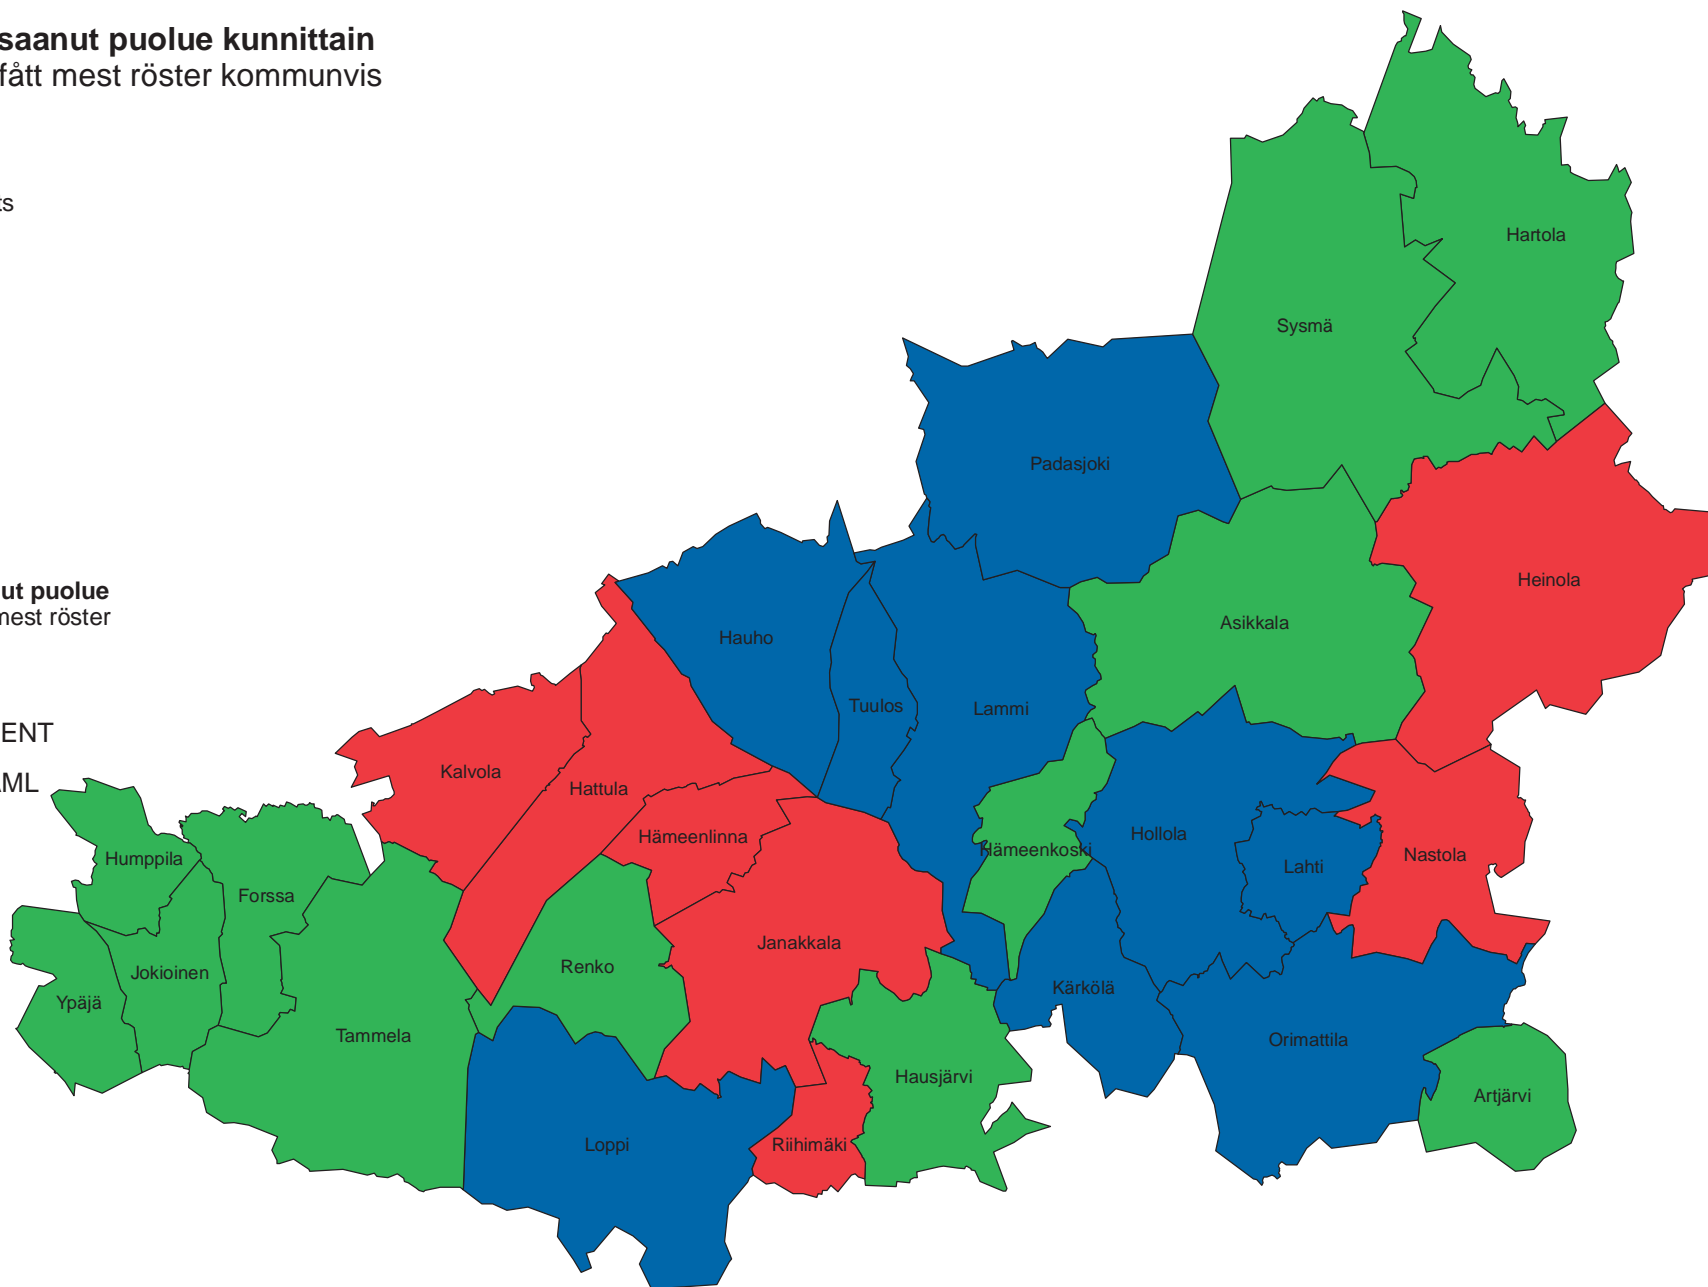 saanut puolue kunnittain
fått mest röster kommunvis
ts
ut puolue
mest röster
ENT
AML
Hartola
Sysmä
Padasjoki
Heinola
Asikkala
Hauho
Tuulos
Lammi
Kalvola
Hattula
Hämeenlinna
Hämeenkoski
Hollola
Lahti
Nastola
Humppila
Forssa
Janakkala
Renko
Jokioinen
Ypäjä
Kärkölä
Tammela
Orimattila
Hausjärvi
Artjärvi
Loppi
Riihimäki